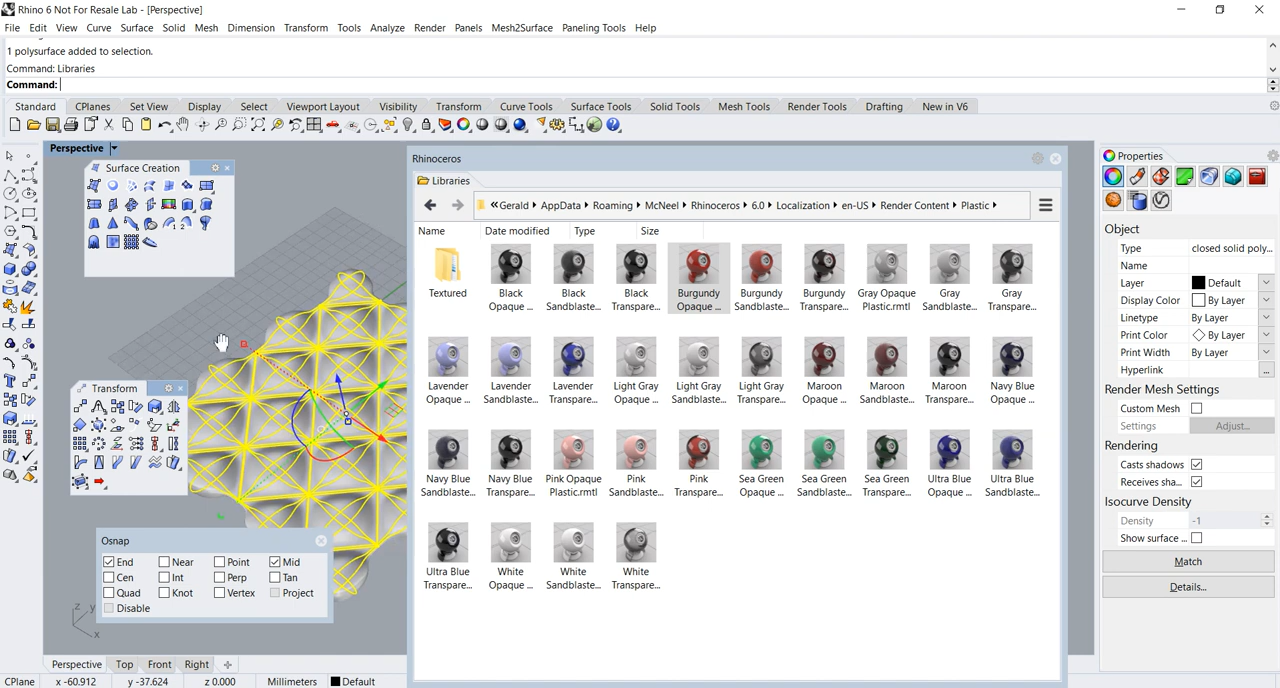 Rhino 6 Not For Resale Lab - [Perspective]
File Edit View Curve Surface Solid Mesh Dimension Transform Tools Analyze Render Panels Mesh2Surface Paneling Tools Help
1 polysurface added to selection.
Command: Libraries
Command:
Standard CPlanes Set View Display Select Viewport Layout Visibility Transform Curve Tools Surface Tools Solid Tools Mesh Tools Render Tools Drafting New in V6
Perspective
Surface Creation
Transform
Osnap
End Near Point Mid
Cen Int Perp Tan
Quad Knot Vertex Project
Disable
z y
x
Rhinoceros
Libraries
«Gerald AppData Roaming McNeel Rhinoceros 6.0 Localization en-US Render Content Plastic
Name Date modified Type Size
Textured Black Burgundy Gray Opaque Gray
Black
Opaque ...
Black
Sandblaste...
Black
Transpare...
Burgundy
Opaque ...
Burgundy
Sandblaste...
Burgundy
Transpare...
Gray Opaque
Plastic.rmtl
Gray
Sandblaste...
Gray
Transpare...
Lavender
Opaque ...
Lavender
Sandblaste...
Lavender
Transpare...
Light Gray
Opaque ...
Light Gray
Sandblaste...
Light Gray
Transpare...
Maroon
Opaque ...
Maroon
Sandblaste...
Maroon
Transpare...
Navy Blue
Opaque ...
Navy Blue
Sandblaste...
Navy Blue
Transpare...
Pink Opaque
Plastic.rmtl
Pink
Sandblaste...
Pink
Transpare...
Sea Green
Opaque ...
Sea Green
Sandblaste...
Sea Green
Transpare...
Ultra Blue
Opaque ...
Ultra Blue
Sandblaste...
Ultra Blue
Transpare...
White
Opaque ...
White
Sandblaste...
White
Transpare...
Properties
Object
Type closed solid poly...
Name
Layer Default
Display Color By Layer
Linetype By Layer
Print Color By Layer
Print Width By Layer
Hyperlink ...
Render Mesh Settings
Custom Mesh
Settings Adjust...
Rendering
Casts shadows
Receives sha...
Isocurve Density
Density -1
Show surface ...
Match
Details...
Perspective Top Front Right
CPlane x -60.912 y -37.624 z 0.000 Millimeters Default